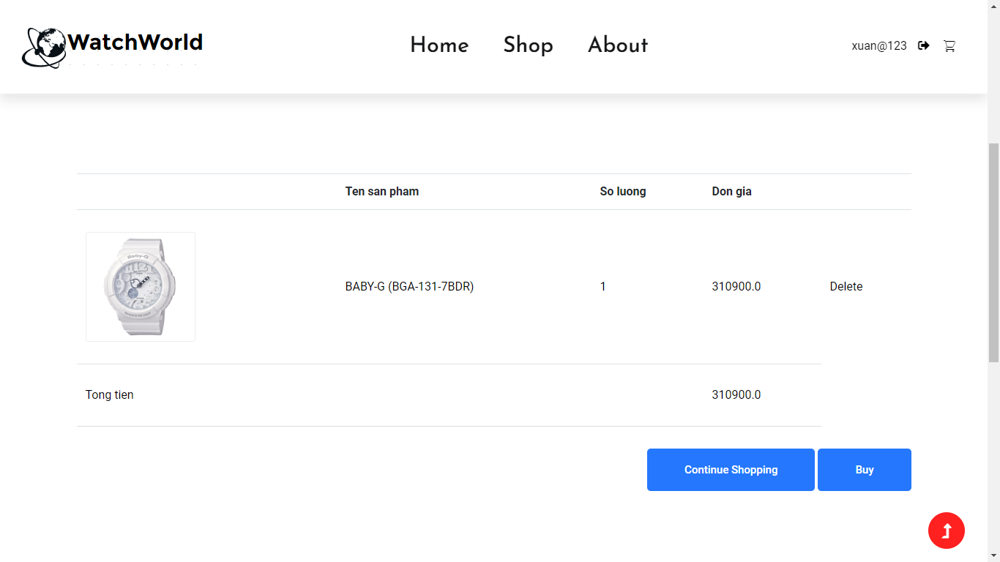 WatchWorld
Home Shop About
xuan@123
Ten san pham So luong Don gia
Baby-G
BABY-G (BGA-131-7BDR) 1 310900.0 Delete
Tong tien 310900.0
Continue Shopping Buy